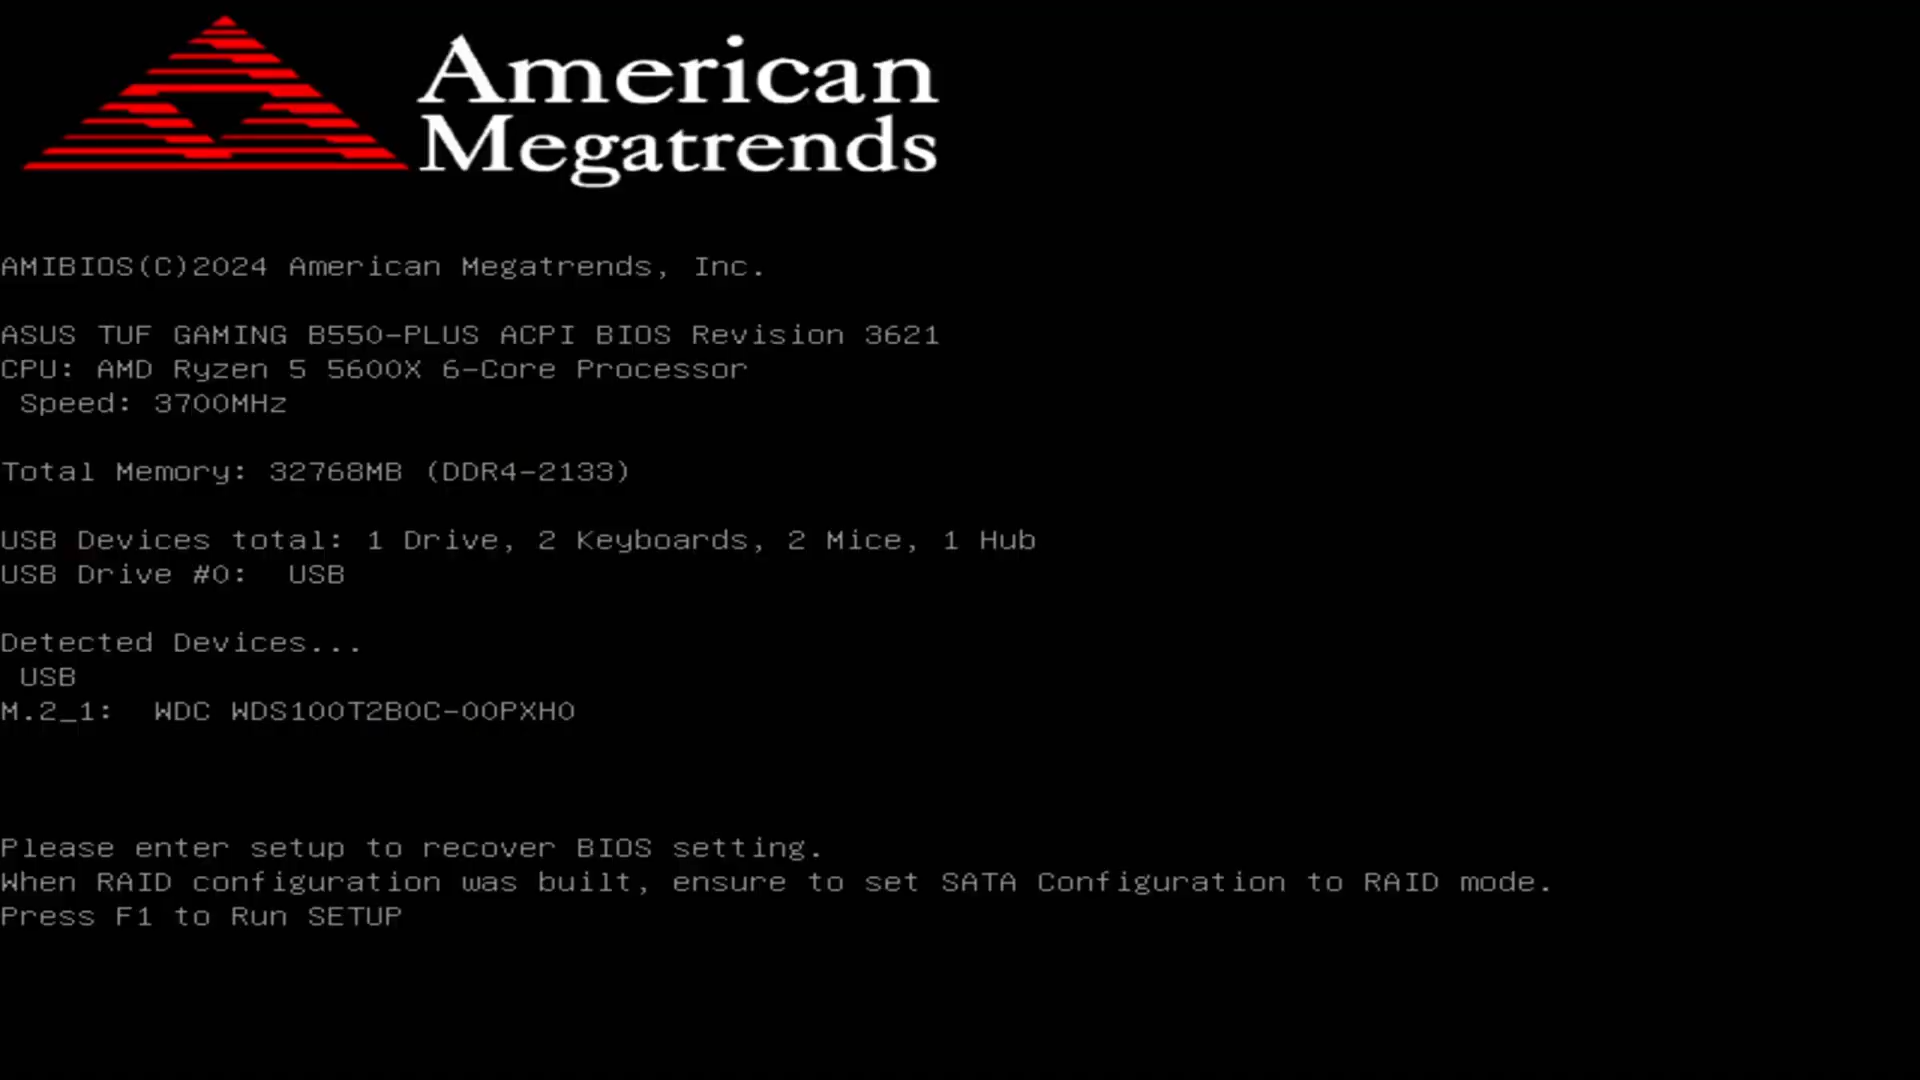 American
Megatrends
AMIBIOS(C)2024 American Megatrends, Inc.
ASUS TUF GAMING B550-PLUS ACPI BIOS Revision 3621
CPU: AMD Ryzen 5 5600X 6-Core Processor
Speed: 3700MHz
Total Memory: 32768MB (DDR4-2133)
USB Devices total: 1 Drive, 2 Keyboards, 2 Mice, 1 Hub
USB Drive #0: USB
Detected Devices...
USB
M.2_1: WDC WDS100T2B0C-00PXH0
Please enter setup to recover BIOS setting.
When RAID configuration was built, ensure to set SATA Configuration to RAID mode.
Press F1 to Run SETUP